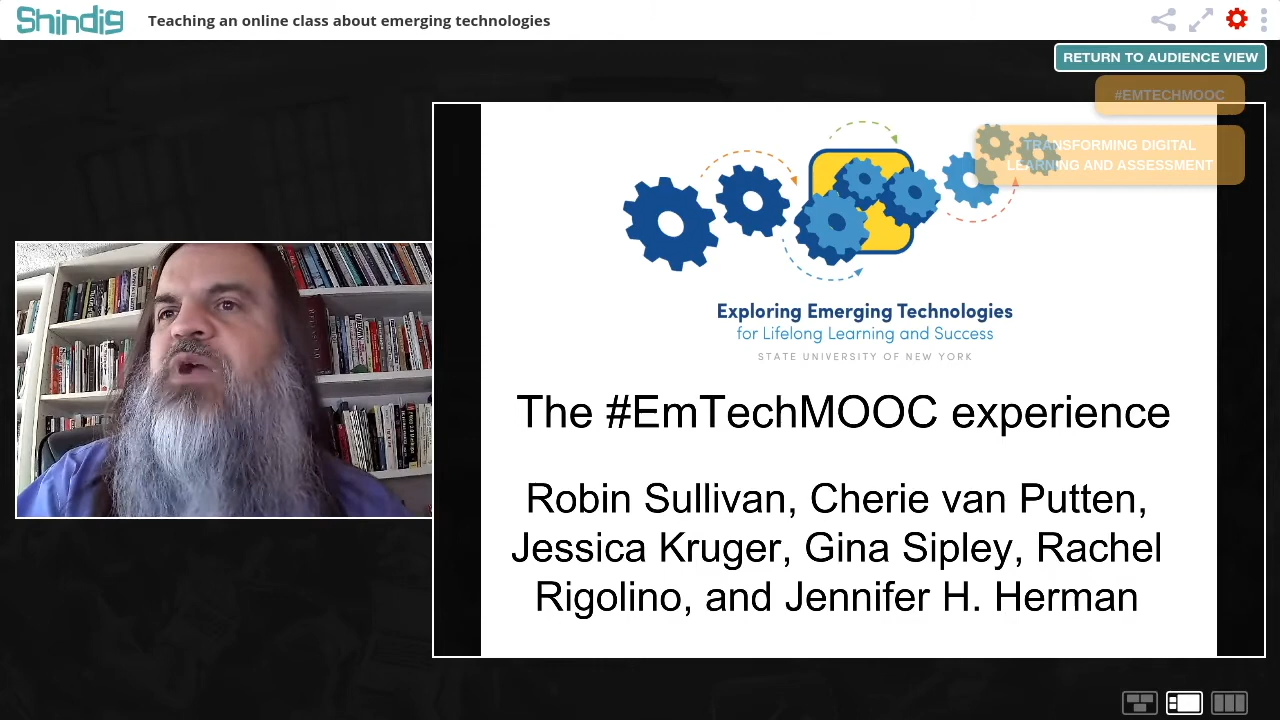 Shindig
Teaching an online class about emerging technologies
RETURN TO AUDIENCE VIEW
#EMTECHMOOC
TRANSFORMING DIGITAL
LEARNING AND ASSESSMENT
Exploring Emerging Technologies
for Lifelong Learning and Success
STATE UNIVERSITY OF NEW YORK
The #EmTechMOOC experience
Robin Sullivan, Cherie van Putten,
Jessica Kruger, Gina Sipley, Rachel
Rigolino, and Jennifer H. Herman